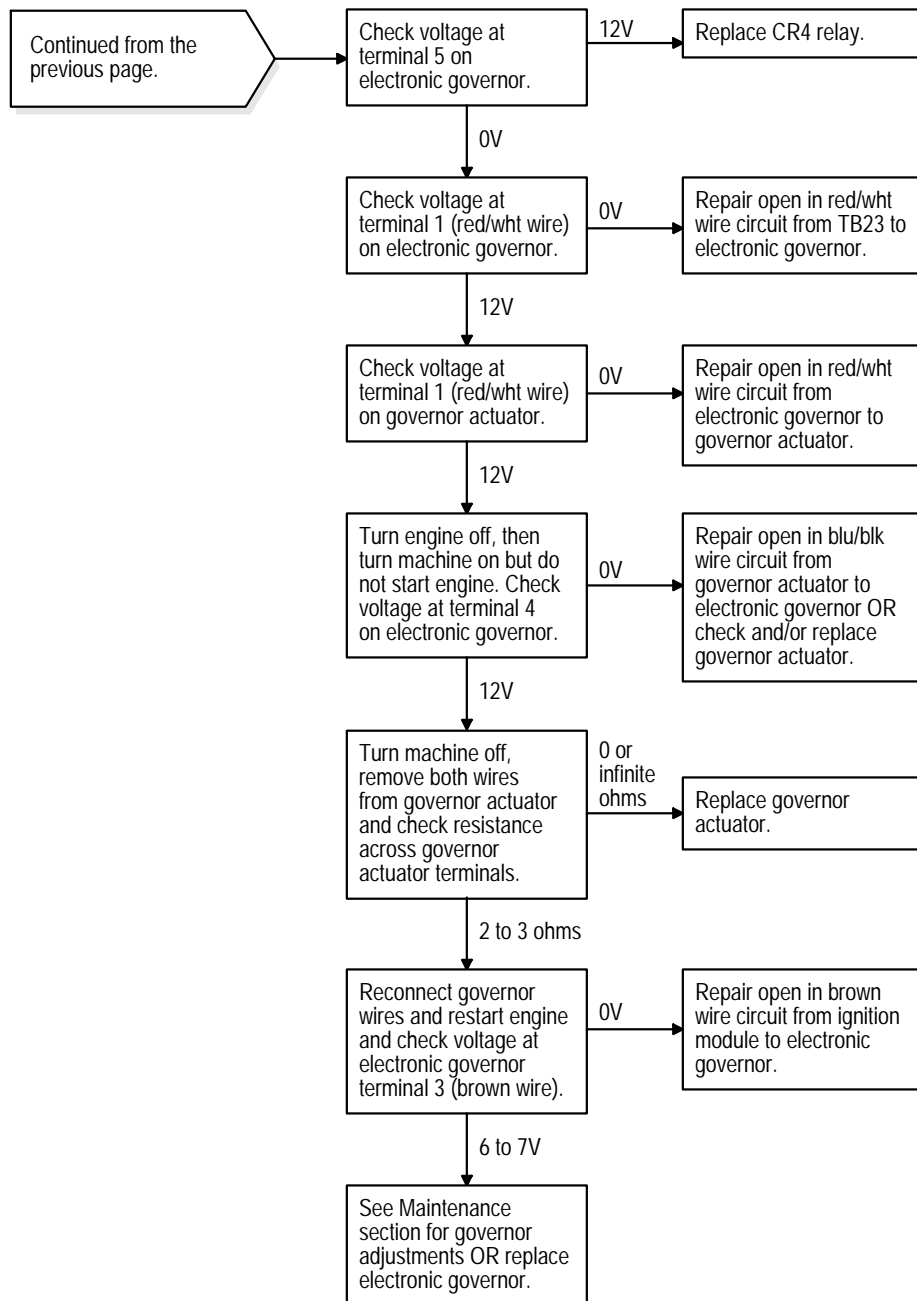 Continued from the
previous page.
Check voltage at
terminal 5 on
electronic governor.
12V
Replace CR4 relay.
0V
Check voltage at
terminal 1 (red/wht wire)
on electronic governor.
0V
Repair open in red/wht
wire circuit from TB23 to
electronic governor.
12V
Check voltage at
terminal 1 (red/wht wire)
on governor actuator.
0V
Repair open in red/wht
wire circuit from
electronic governor to
governor actuator.
12V
Turn engine off, then
turn machine on but do
not start engine. Check
voltage at terminal 4
on electronic governor.
0V
Repair open in blu/blk
wire circuit from
governor actuator to
electronic governor OR
check and/or replace
governor actuator.
12V
Turn machine off,
remove both wires
from governor actuator
and check resistance
across governor
actuator terminals.
0 or
infinite
ohms
Replace governor
actuator.
2 to 3 ohms
Reconnect governor
wires and restart engine
and check voltage at
electronic governor
terminal 3 (brown wire).
0V
Repair open in brown
wire circuit from ignition
module to electronic
governor.
6 to 7V
See Maintenance
section for governor
adjustments OR replace
electronic governor.